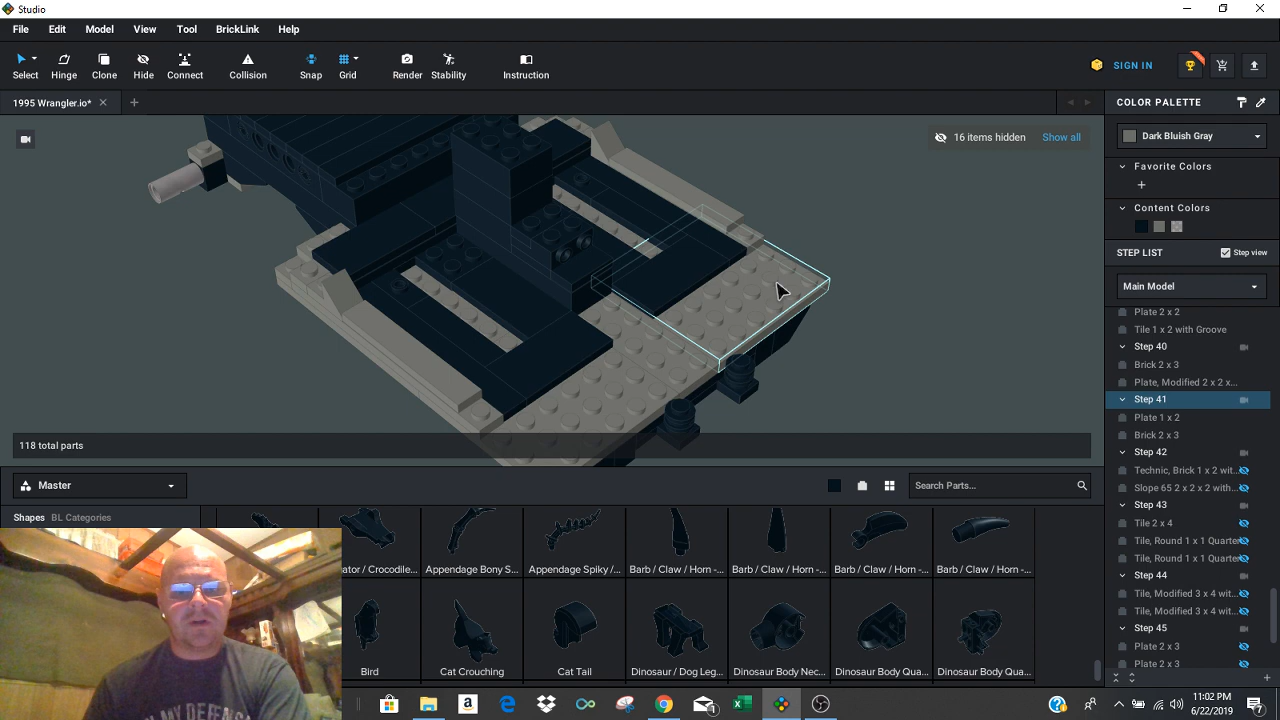 Studio
File Edit Model View Tool BrickLink Help
Select Hinge Clone Hide Connect Collision Snap Grid Render Stability Instruction
SIGN IN
1995 Wrangler.io*
COLOR PALETTE
16 items hidden Show all
Dark Bluish Gray
Favorite Colors
Content Colors
STEP LIST Step view
Main Model
Plate 2 x 2
Tile 1 x 2 with Groove
Step 40
Brick 2 x 3
Plate, Modified 2 x 2 x...
Step 41
Plate 1 x 2
Brick 2 x 3
Step 42
Technic, Brick 1 x 2 wit...
Slope 65 2 x 2 x 2 with...
Step 43
Tile 2 x 4
Tile, Round 1 x 1 Quarter
Tile, Round 1 x 1 Quarter
Step 44
Tile, Modified 3 x 4 wit...
Tile, Modified 3 x 4 wit...
Step 45
Plate 2 x 3
Plate 2 x 3
118 total parts
Master
Search Parts...
Shapes BL Categories
ator / Crocodile... Appendage Bony S... Appendage Spiky /... Barb / Claw / Horn -... Barb / Claw / Horn -... Barb / Claw / Horn -... Barb / Claw / Horn -...
Bird Cat Crouching Cat Tail Dinosaur / Dog Leg... Dinosaur Body Nec... Dinosaur Body Qua... Dinosaur Body Qua...
MY DEFENS
11:02 PM
6/22/2019